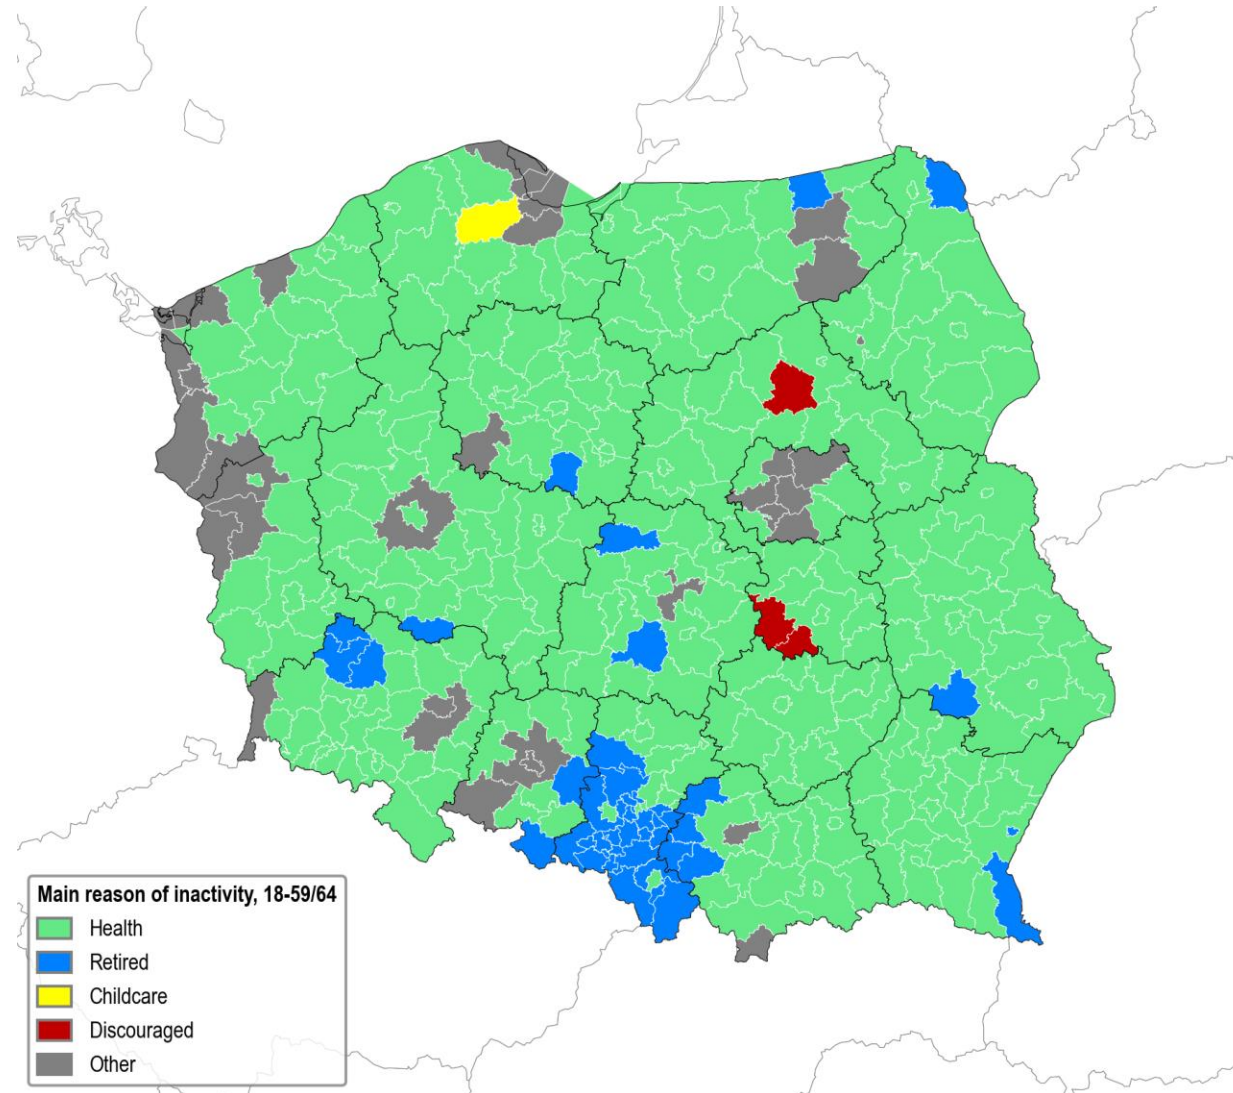 Main reason of inactivity, 18-59/64
Health
Retired
Childcare
Discouraged
Other